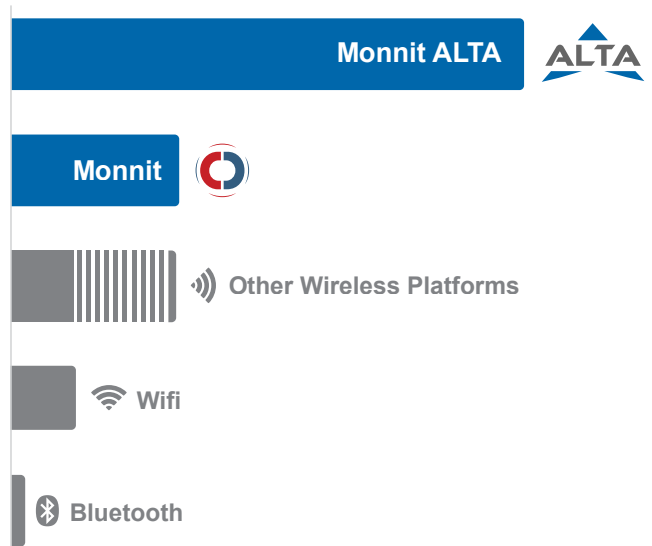 Monnit ALTA
ALTA
Monnit
Other Wireless Platforms
Wifi
Bluetooth